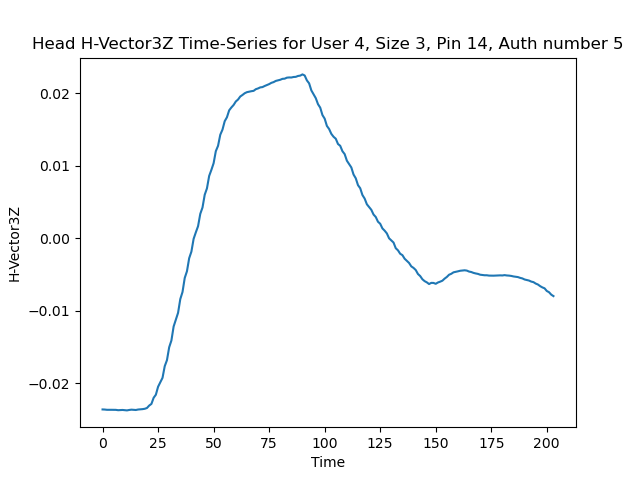 Head H-Vector3Z Time-Series for User 4, Size 3, Pin 14, Auth number 5
0.02
0.01
0.00
−0.01
−0.02
H-Vector3Z
0 25 50 75 100 125 150 175 200
Time